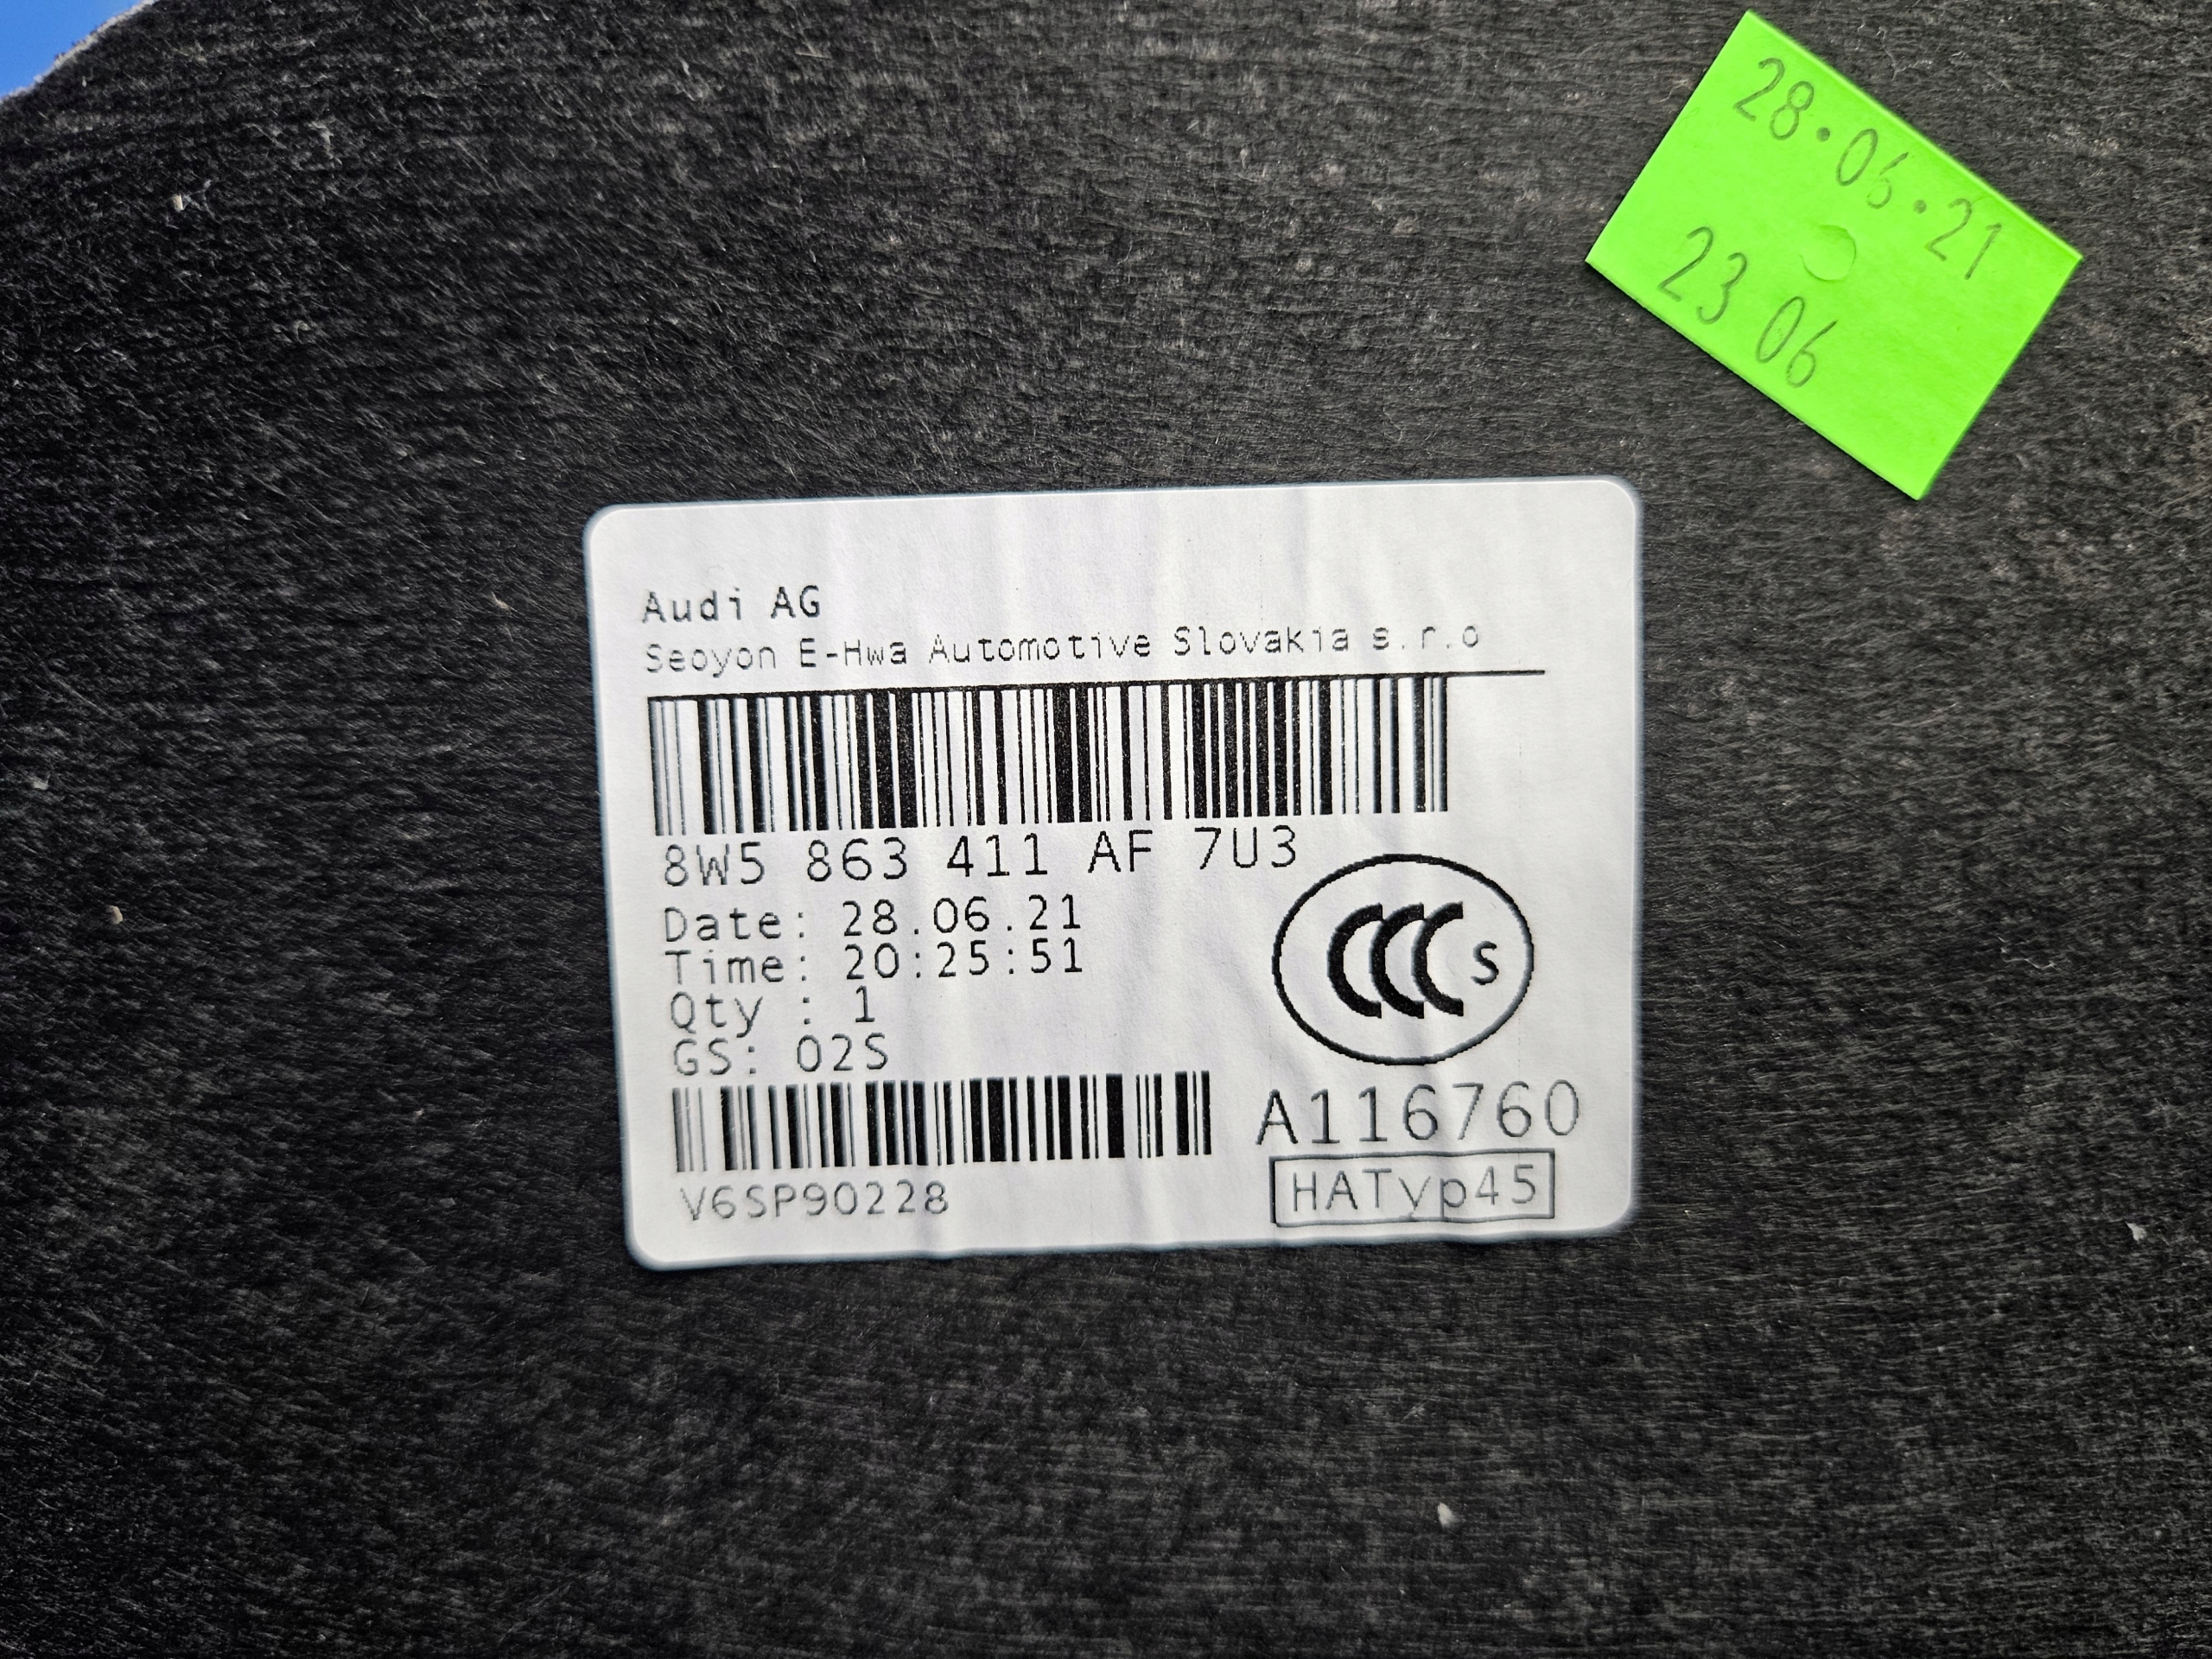 28.06.21
23 06
Audi AG
Seoyon E-Hwa Automotive Slovakia s.r.o
8W5 863 411 AF 7U3
Date: 28.06.21
Time: 20:25:51
Qty : 1
GS: 02S
CCC S
A116760
HATyp45
V6SP90228